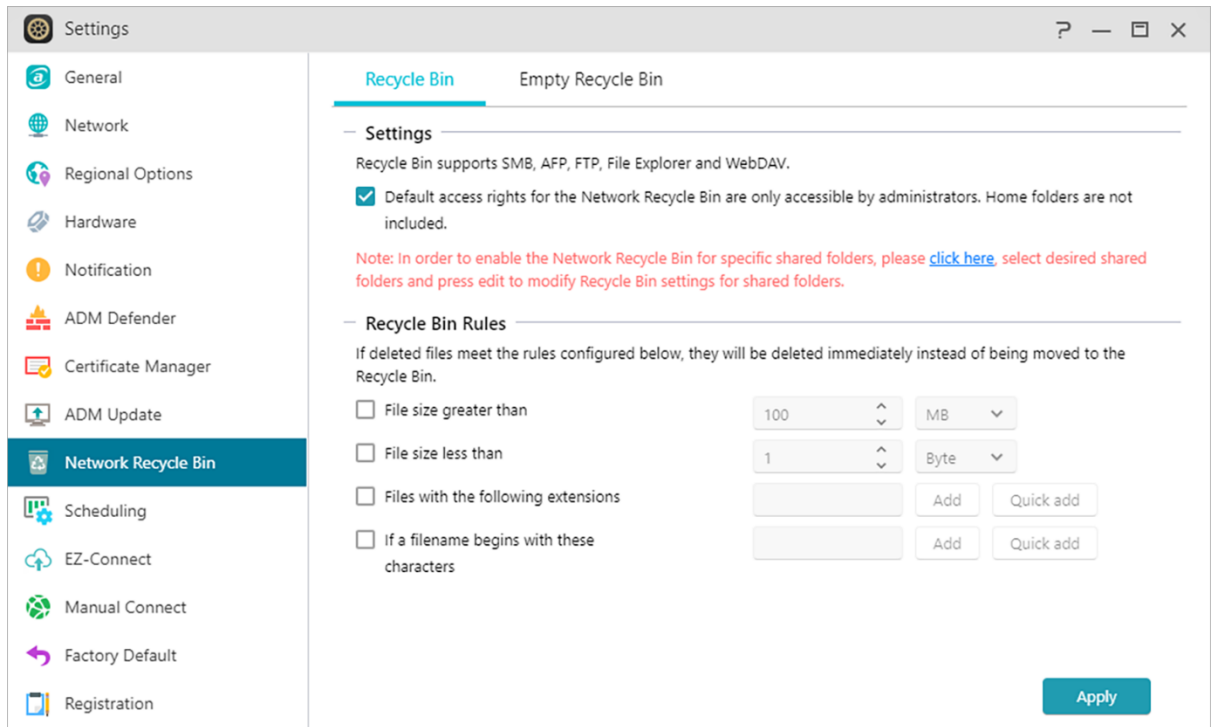 Settings
General
Network
Regional Options
Hardware
Notification
ADM Defender
Certificate Manager
ADM Update
Network Recycle Bin
Scheduling
EZ-Connect
Manual Connect
Factory Default
Registration
Recycle Bin
Empty Recycle Bin
Settings
Recycle Bin supports SMB, AFP, FTP, File Explorer and WebDAV.
Default access rights for the Network Recycle Bin are only accessible by administrators. Home folders are not
included.
Note: In order to enable the Network Recycle Bin for specific shared folders, please click here, select desired shared
folders and press edit to modify Recycle Bin settings for shared folders.
Recycle Bin Rules
If deleted files meet the rules configured below, they will be deleted immediately instead of being moved to the
Recycle Bin.
File size greater than 100 MB
File size less than 1 Byte
Files with the following extensions Add Quick add
If a filename begins with these Add Quick add
characters
Apply